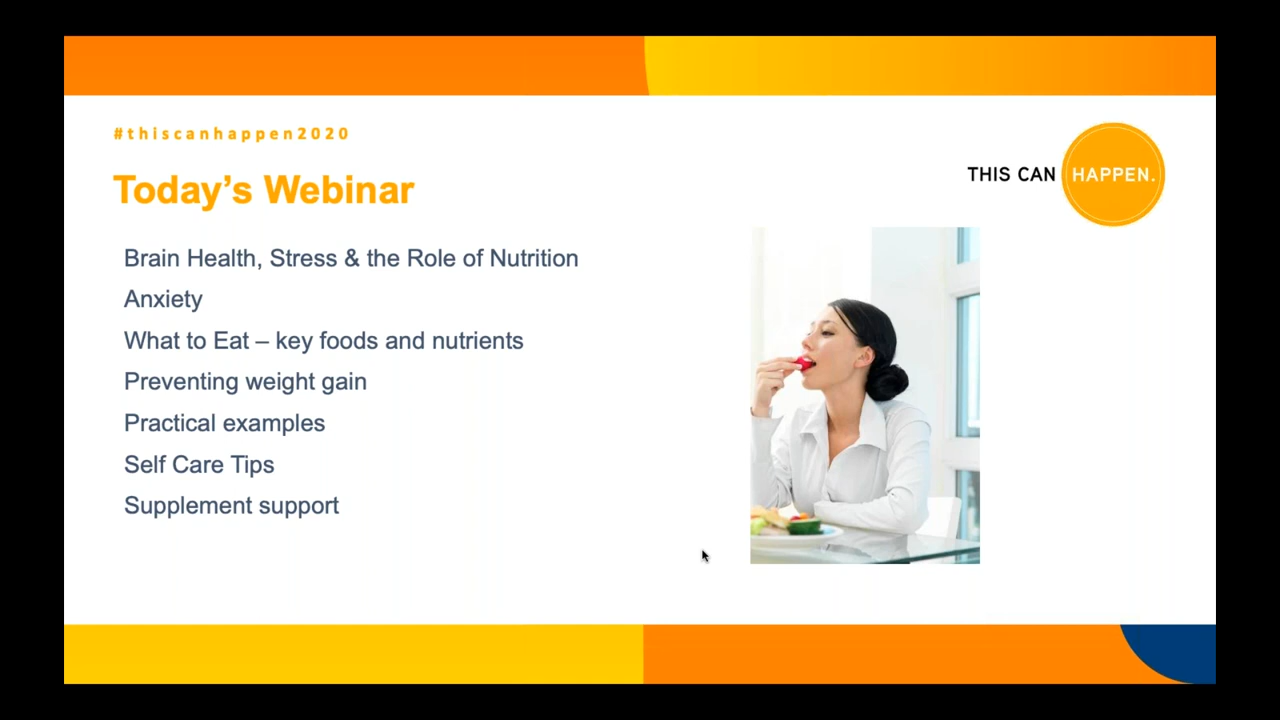 #thiscanhappen2020
THIS CAN HAPPEN.
Today’s Webinar
Brain Health, Stress & the Role of Nutrition
Anxiety
What to Eat – key foods and nutrients
Preventing weight gain
Practical examples
Self Care Tips
Supplement support